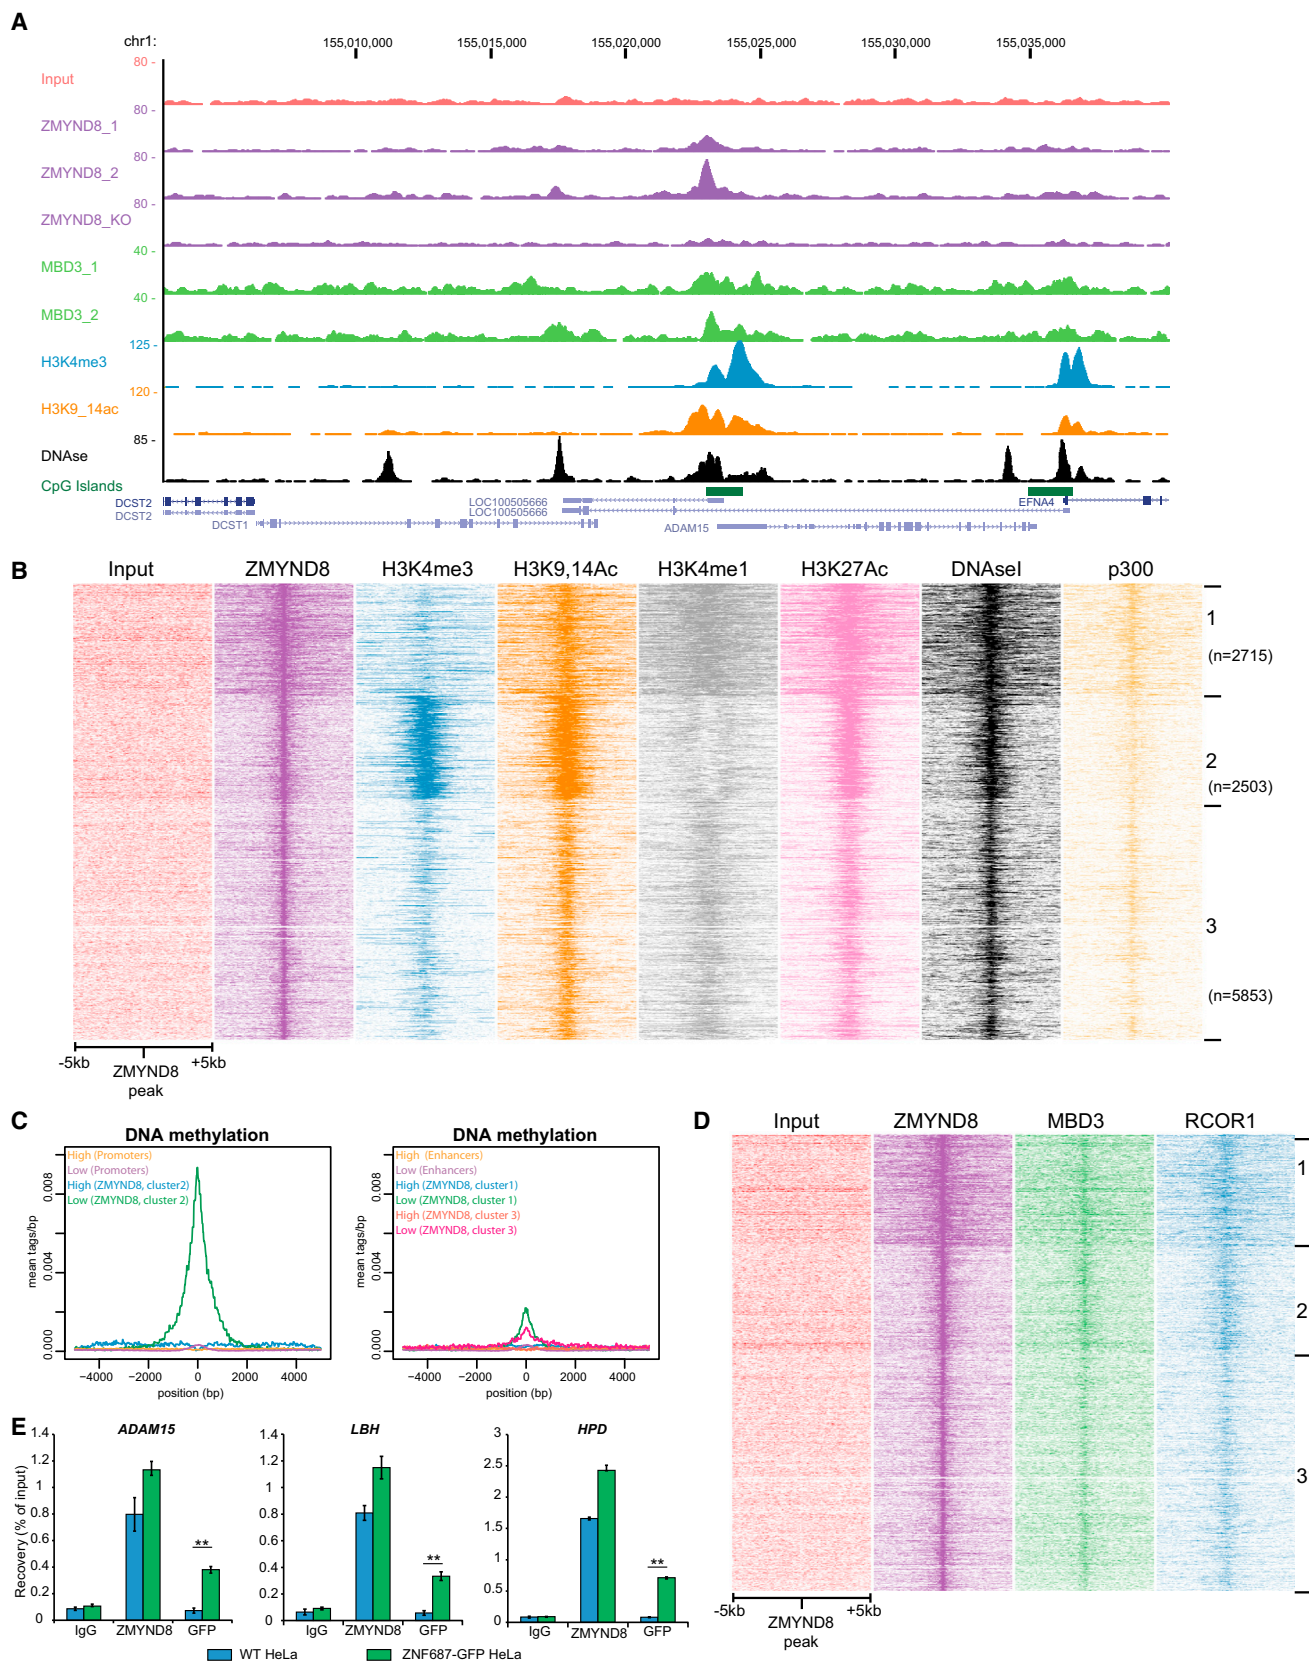 A
chr1:
155,010,000 155,015,000 155,020,000 155,025,000 155,030,000 155,035,000
80 -
Input
80 -
ZMYND8_1
80 -
ZMYND8_2
80 -
ZMYND8_KO
40 -
MBD3_1
40 -
MBD3_2
125 -
H3K4me3
120 -
H3K9_14ac
85 -
DNAse
CpG Islands
DCST2 LOC100505666 EFNA4
DCST2 LOC100505666
DCST1 ADAM15
B
Input ZMYND8 H3K4me3 H3K9,14Ac H3K4me1 H3K27Ac DNAseI p300
1
(n=2715)
2
(n=2503)
3
(n=5853)
-5kb +5kb
ZMYND8
peak
C
DNA methylation
High (Promoters)
Low (Promoters)
High (ZMYND8, cluster2)
Low (ZMYND8, cluster 2)
mean tags/bp
0.008
0.004
0.000
−4000 −2000 0 2000 4000
position (bp)
DNA methylation
High (Enhancers)
Low (Enhancers)
High (ZMYND8, cluster1)
Low (ZMYND8, cluster 1)
High (ZMYND8, cluster 3)
Low (ZMYND8, cluster 3)
mean tags/bp
0.008
0.004
0.000
−4000 −2000 0 2000 4000
position (bp)
D
Input ZMYND8 MBD3 RCOR1
1
2
3
-5kb +5kb
ZMYND8
peak
E
Recovery (% of input)
ADAM15
1.4
1.2
1
0.8
0.6
0.4
0.2
0
**
IgG ZMYND8 GFP
LBH
1.4
1.2
1
0.8
0.6
0.4
0.2
0
**
IgG ZMYND8 GFP
HPD
3
2.5
2
1.5
1
0.5
0
**
IgG ZMYND8 GFP
WT HeLa ZNF687-GFP HeLa